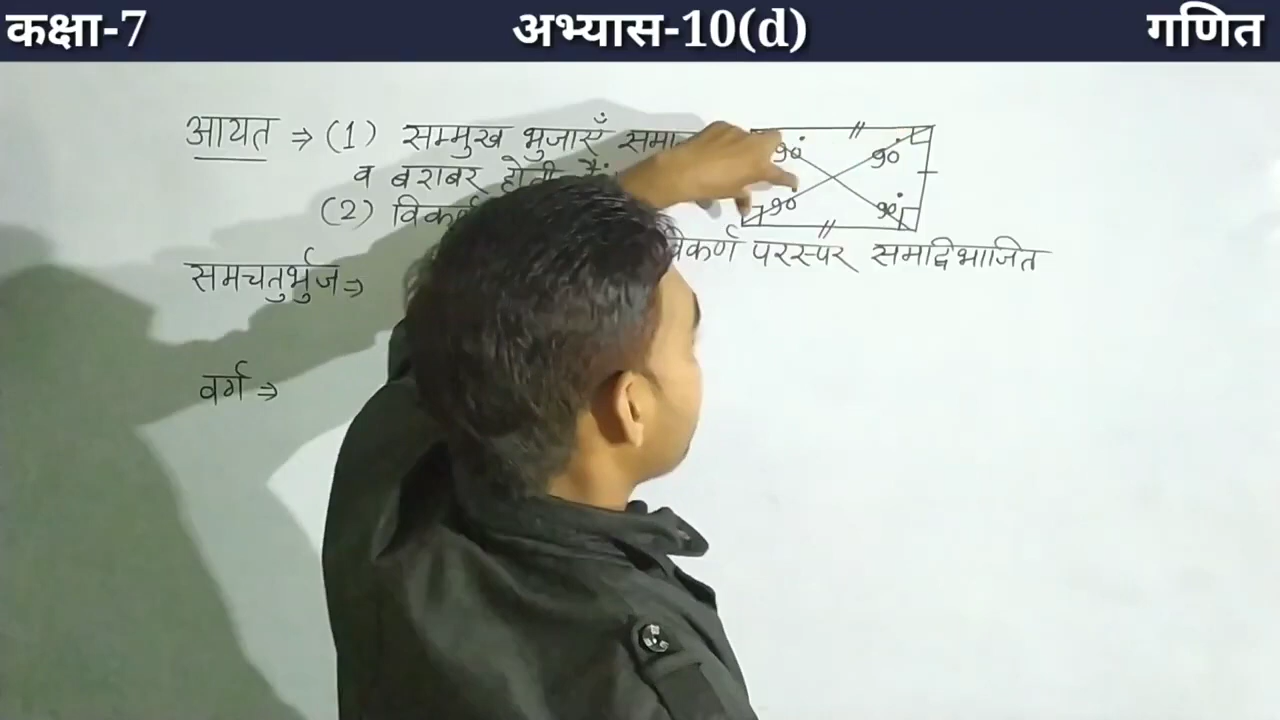 कक्षा-7 अभ्यास-10(d) गणित
आयत ⇒ (1) सम्मुख भुजाएँ
व बराबर होती हैं
(2)
90° 90°
90° 90°
विकर्ण परस्पर समद्विभाजित
समचतुर्भुज ⇒
वर्ग ⇒